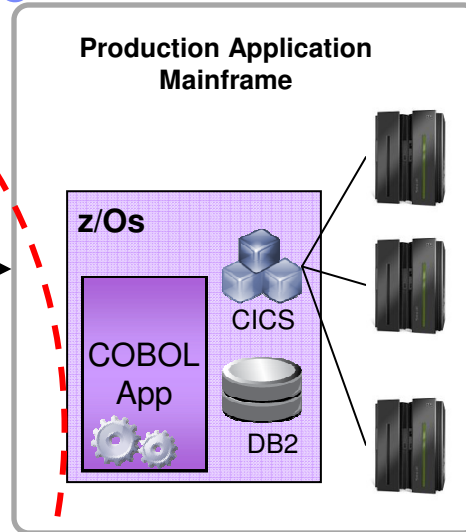 Production Application
Mainframe
z/Os
CICS
COBOL
App
DB2